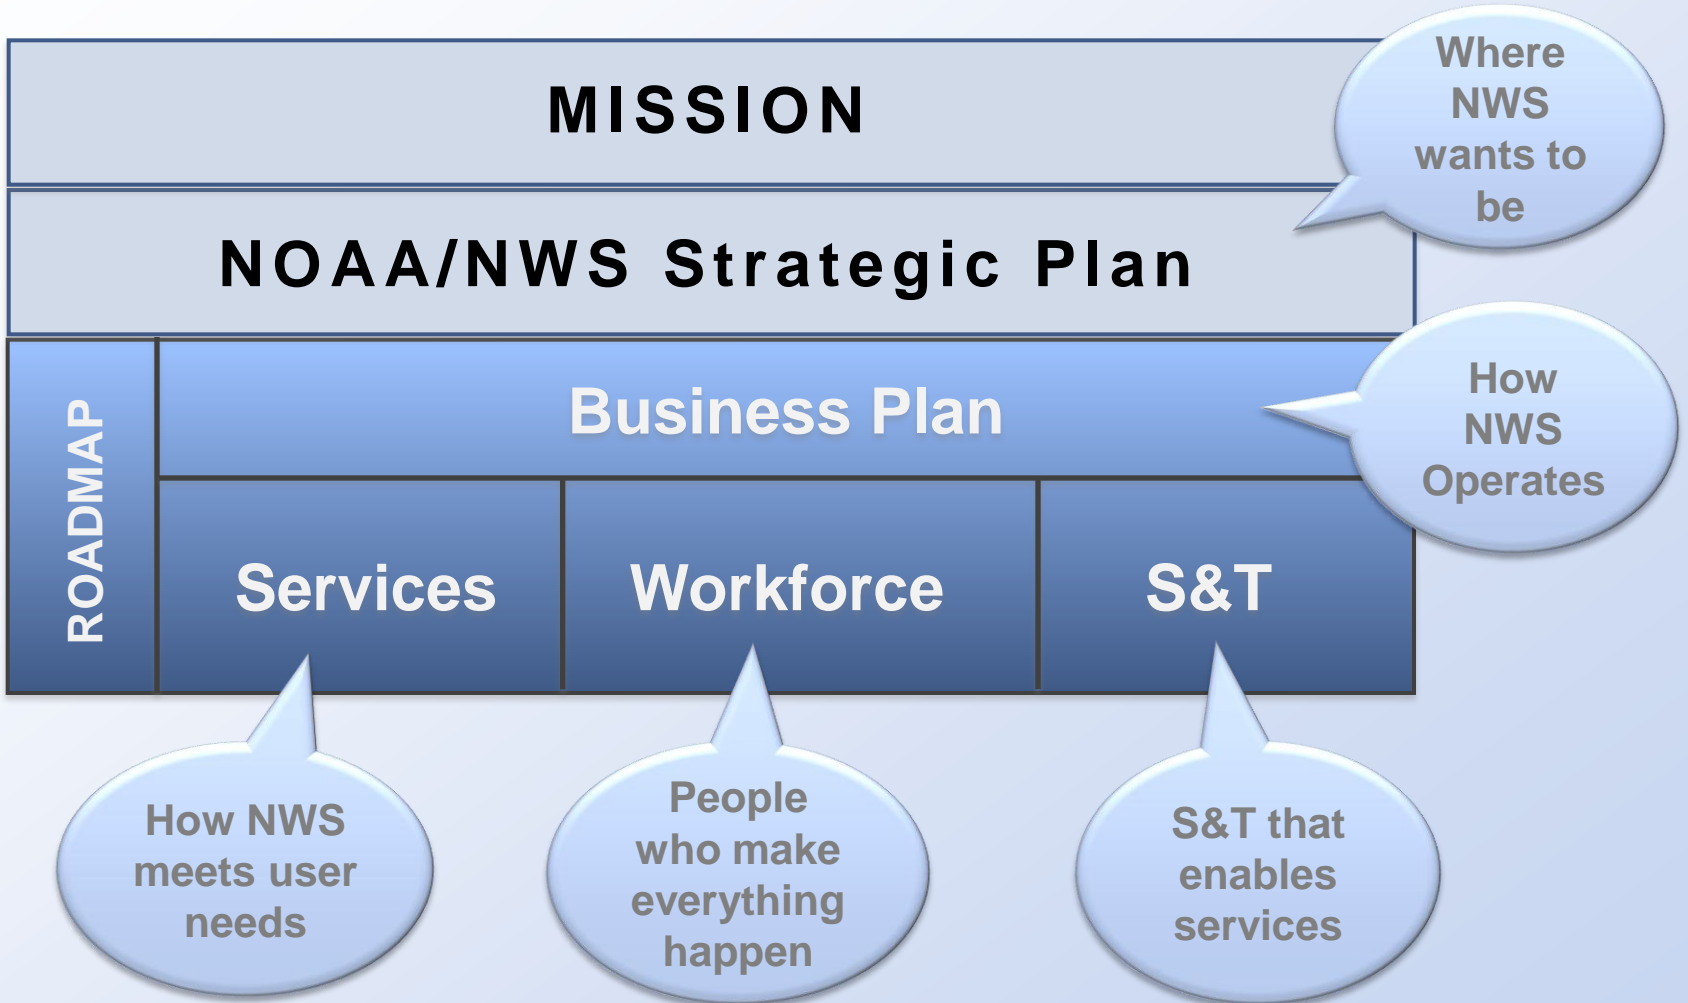 MISSION
Where
NWS
wants to
be
NOAA/NWS Strategic Plan
ROADMAP
Business Plan
How
NWS
Operates
Services
Workforce
S&T
How NWS
meets user
needs
People
who make
everything
happen
S&T that
enables
services